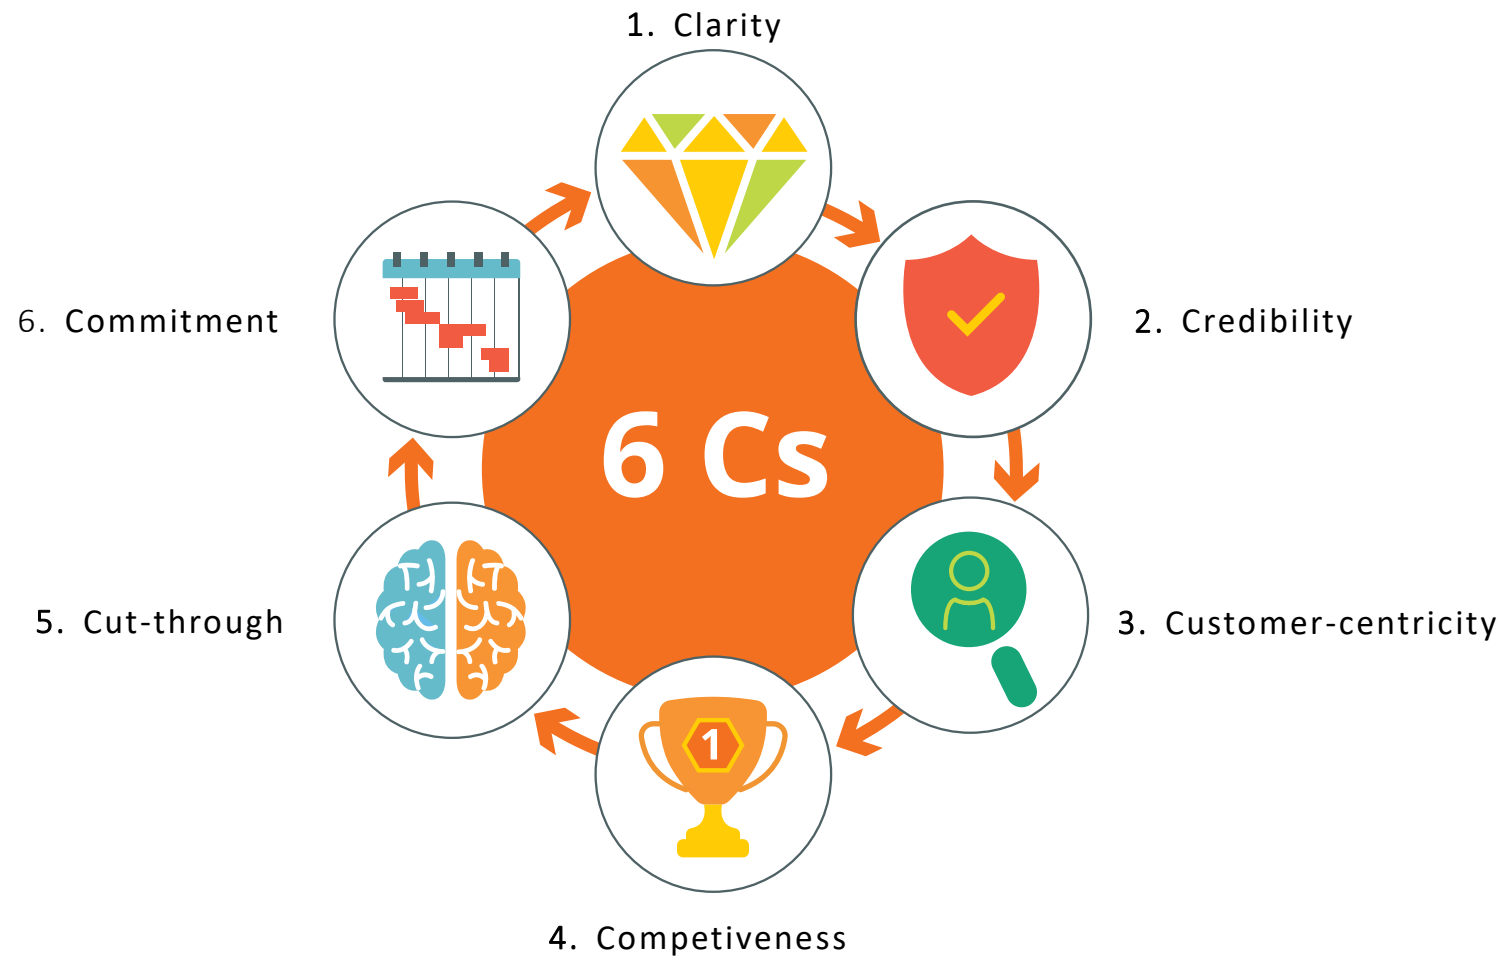 1. Clarity
2. Credibility
3. Customer-centricity
4. Competiveness
5. Cut-through
6. Commitment
6 Cs
1